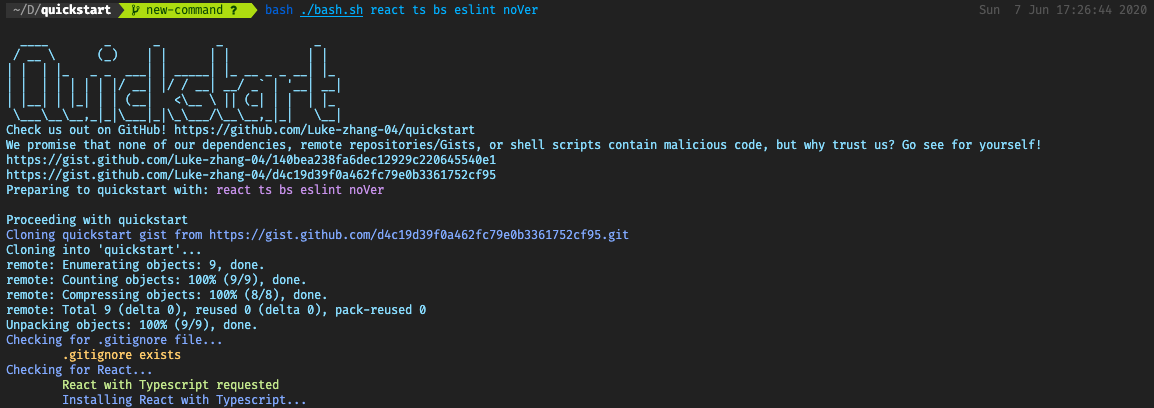 ~/D/quickstart new-command ? bash ./bash.sh react ts bs eslint noVer Sun 7 Jun 17:26:44 2020
Quickstart
Check us out on GitHub! https://github.com/Luke-zhang-04/quickstart
We promise that none of our dependencies, remote repositories/Gists, or shell scripts contain malicious code, but why trust us? Go see for yourself!
https://gist.github.com/Luke-zhang-04/140bea238fa6dec12929c220645540e1
https://gist.github.com/Luke-zhang-04/d4c19d39f0a462fc79e0b3361752cf95
Preparing to quickstart with: react ts bs eslint noVer
Proceeding with quickstart
Cloning quickstart gist from https://gist.github.com/d4c19d39f0a462fc79e0b3361752cf95.git
Cloning into 'quickstart'...
remote: Enumerating objects: 9, done.
remote: Counting objects: 100% (9/9), done.
remote: Compressing objects: 100% (8/8), done.
remote: Total 9 (delta 0), reused 0 (delta 0), pack-reused 0
Unpacking objects: 100% (9/9), done.
Checking for .gitignore file...
.gitignore exists
Checking for React...
React with Typescript requested
Installing React with Typescript...